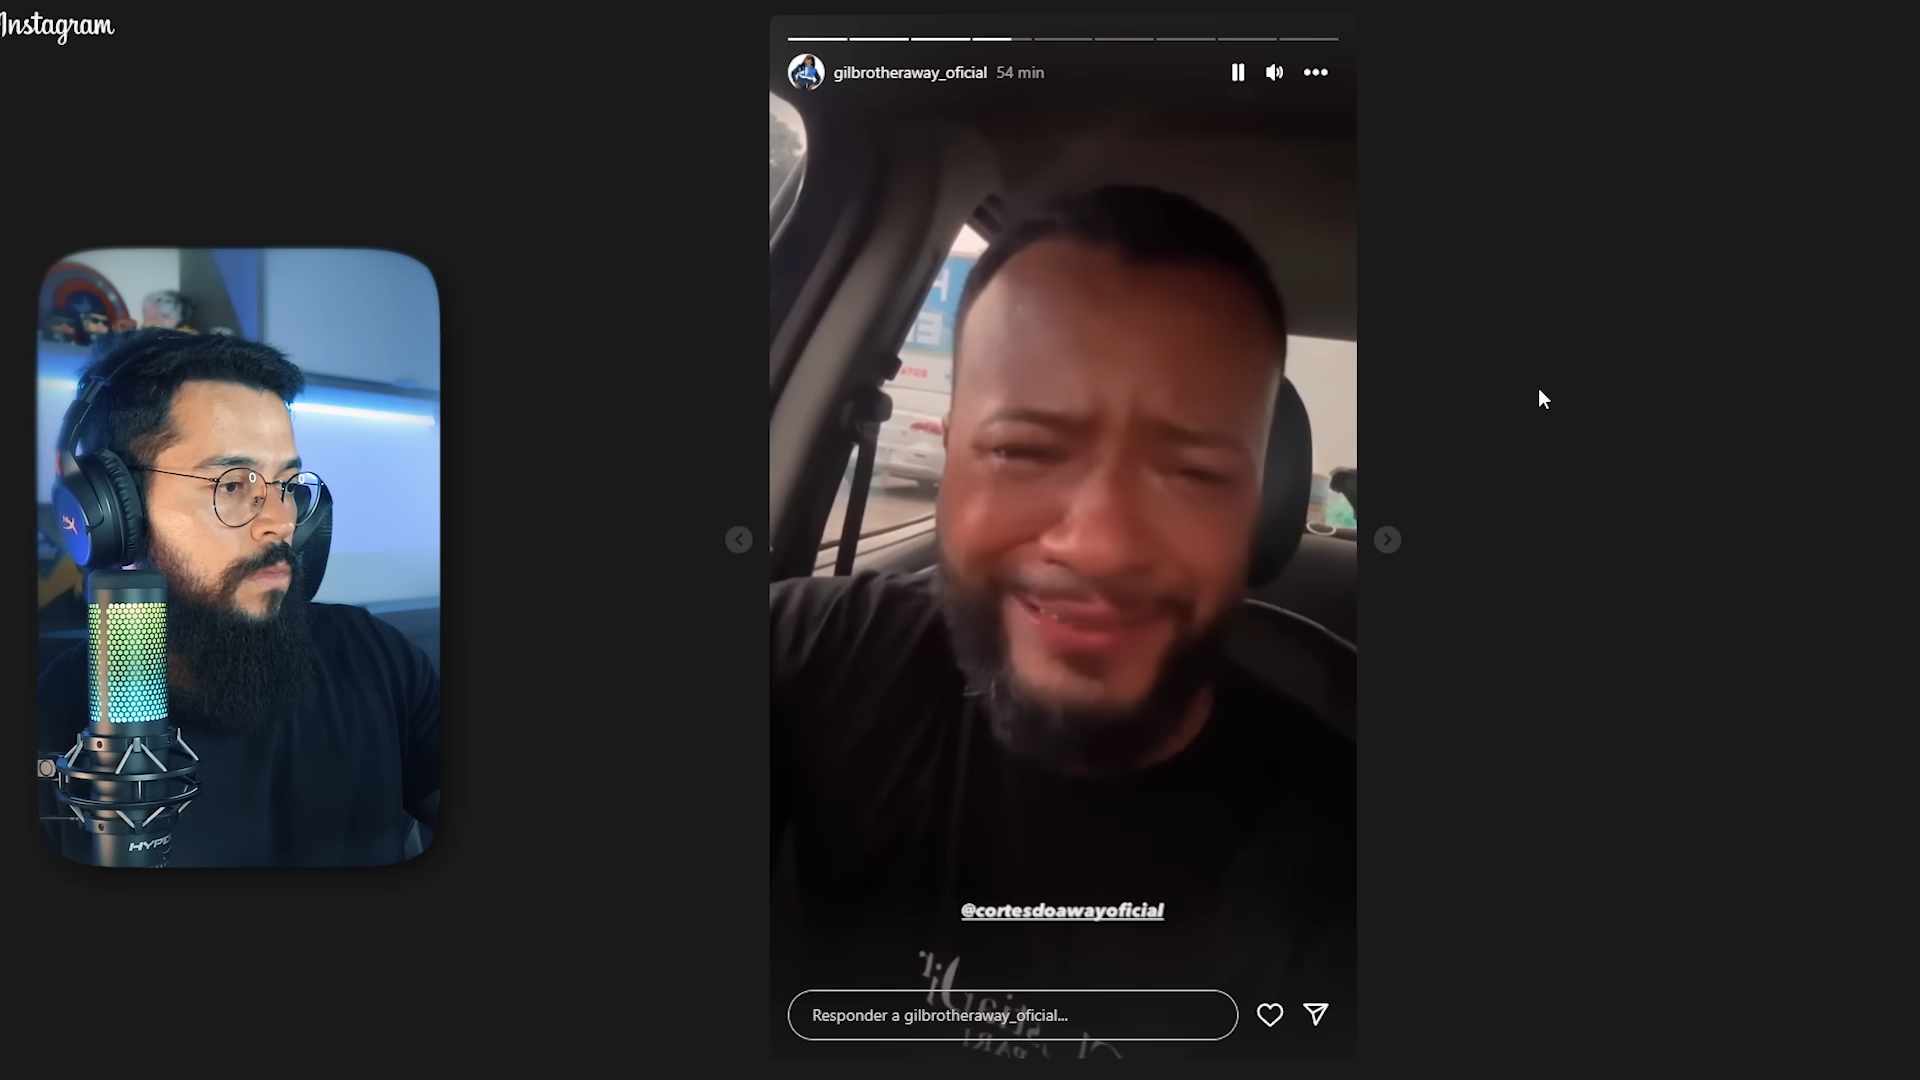 Instagram
gilbrotheraway_oficial 54 min
@cortesdoawayoficial
Responder a gilbrotheraway_oficial...